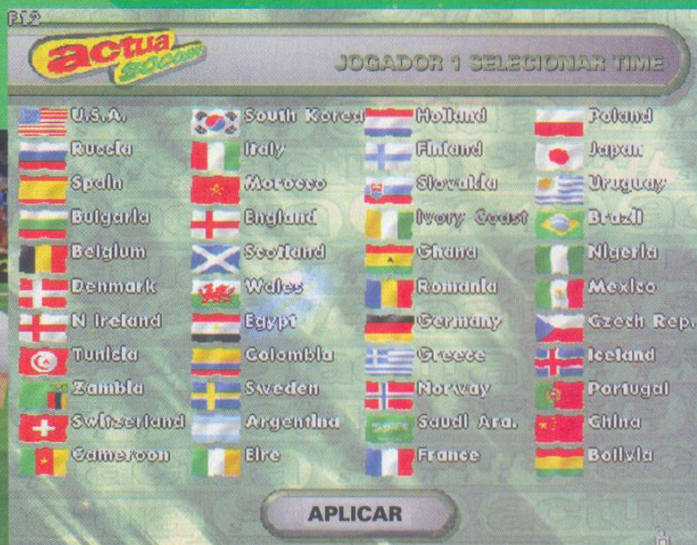 F12
actua
soccer
JOGADOR 1 SELECIONAR TIME
U.S.A. South Korea Holland Poland
Russia Italy Finland Japan
Spain Morocco Slovakia Uruguay
Bulgaria England Ivory Coast Brazil
Belgium Scotland Ghana Nigeria
Denmark Wales Romania Mexico
N Ireland Egypt Germany Czech Rep
Tunisia Colombia Greece Iceland
Zambia Sweden Norway Portugal
Switzerland Argentina Saudi Ara. China
Cameroon Eire France Bolivia
APLICAR